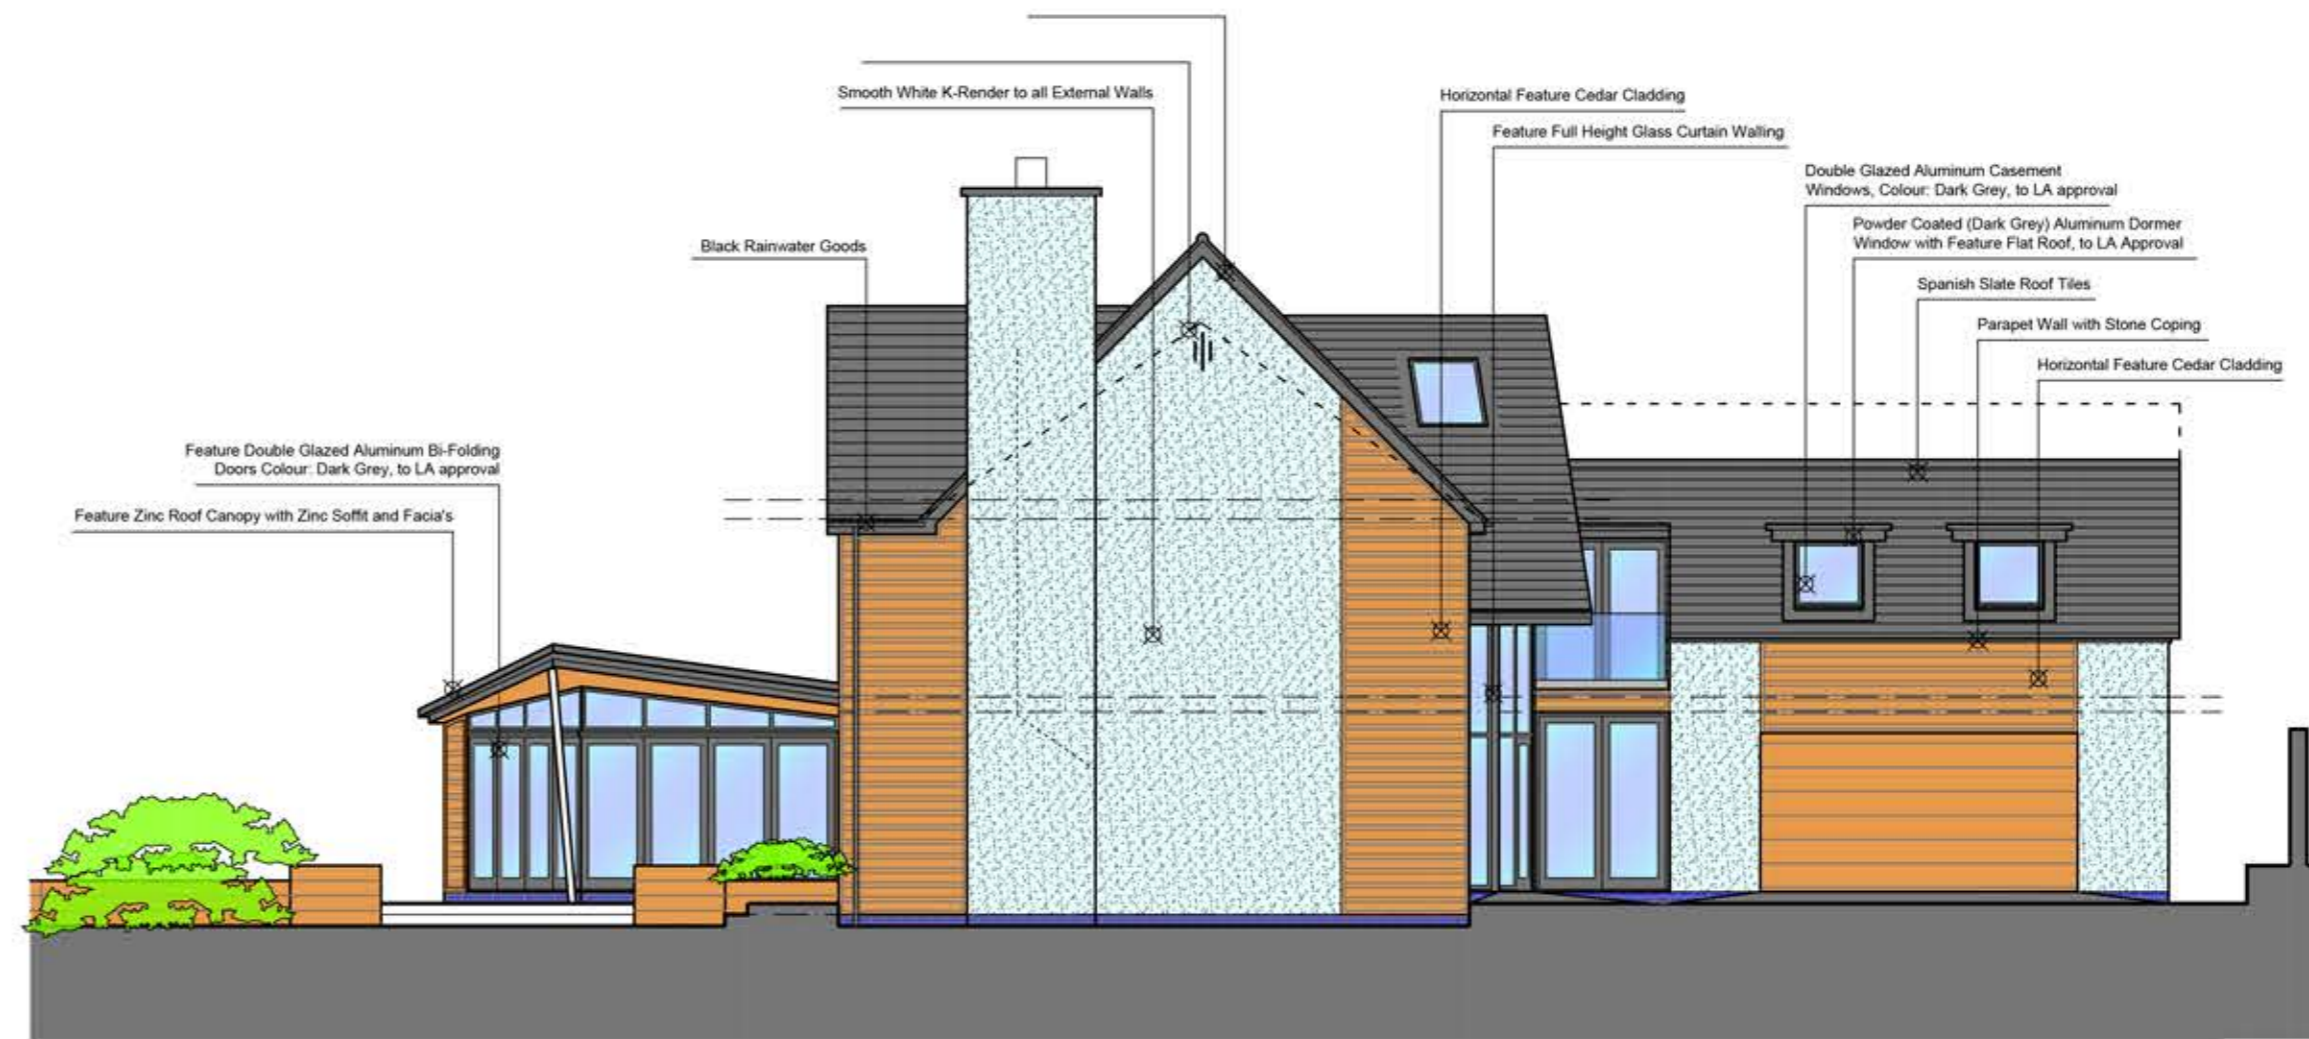 Smooth White K-Render to all External Walls
Horizontal Feature Cedar Cladding
Feature Full Height Glass Curtain Walling
Double Glazed Aluminum Casement
Windows, Colour: Dark Grey, to LA approval
Powder Coated (Dark Grey) Aluminum Dormer
Window with Feature Flat Roof, to LA Approval
Black Rainwater Goods
Spanish Slate Roof Tiles
Parapet Wall with Stone Coping
Horizontal Feature Cedar Cladding
Feature Double Glazed Aluminum Bi-Folding
Doors Colour: Dark Grey, to LA approval
Feature Zinc Roof Canopy with Zinc Soffit and Facia's